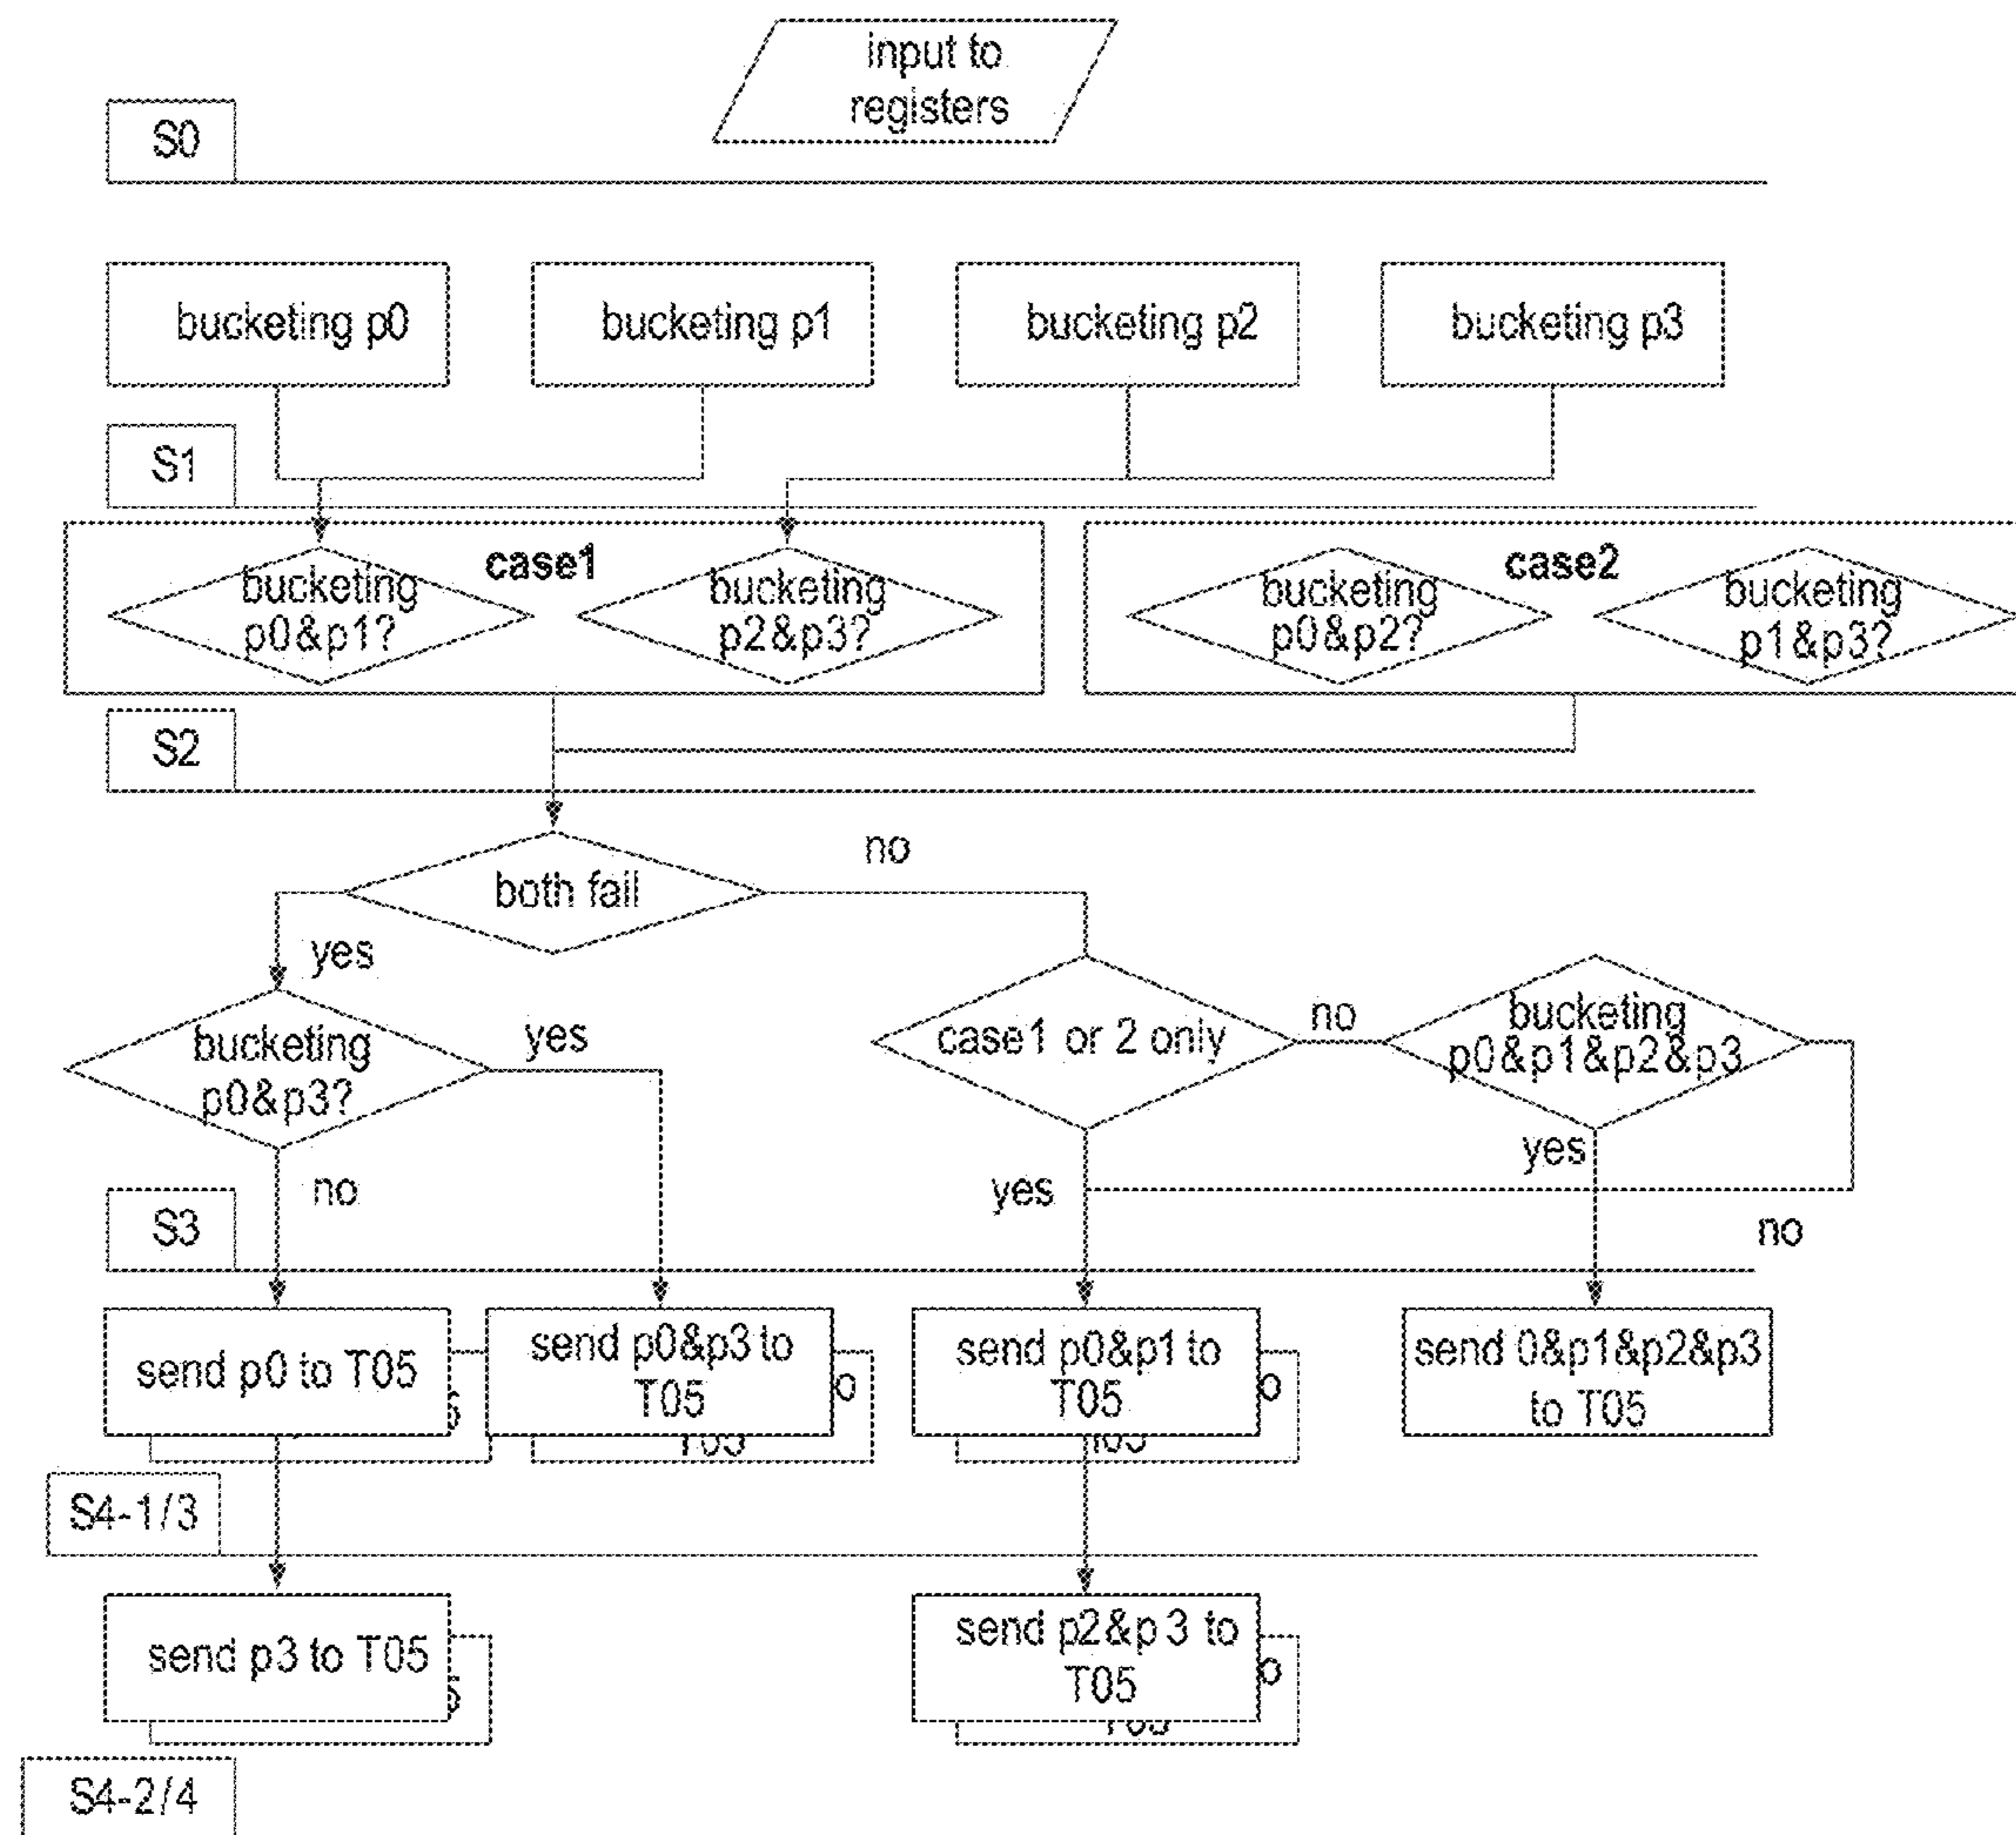 input to
registers
S0
bucketing p0
bucketing p1
bucketing p2
bucketing p3
S1
case1
bucketing
p0&p1?
bucketing
p2&p3?
case2
bucketing
p0&p2?
bucketing
p1&p3?
S2
both fail
no
yes
bucketing
p0&p3?
yes
case1 or 2 only
no
bucketing
p0&p1&p2&p3
no
yes
yes
no
S3
send p0 to T05
send p0&p3 to
T05
send p0&p1 to
T05
send 0&p1&p2&p3
to T05
S4-1/3
send p3 to T05
send p2&p 3 to
T05
S4-2/4